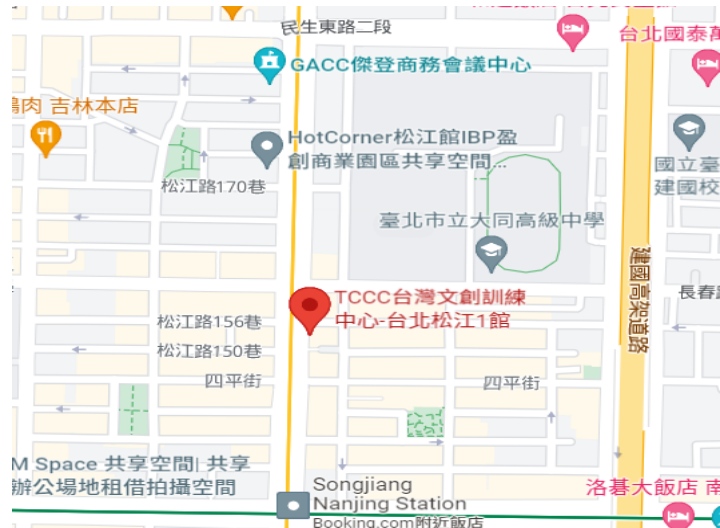 民生東路二段
台北國泰萬
GACC傑登商務會議中心
鵝肉 吉林本店
HotCorner松江館IBP盈
創商業園區共享空間...
國立臺
建國校
松江路170巷
臺北市立大同高級中學
建國高架道路
長春路
TCCC台灣文創訓練
中心-台北松江1館
松江路156巷
松江路150巷
四平街
四平街
M Space 共享空間| 共享
辦公場地租借拍攝空間
洛碁大飯店 南
Songjiang
Nanjing Station
Booking.com附近飯店